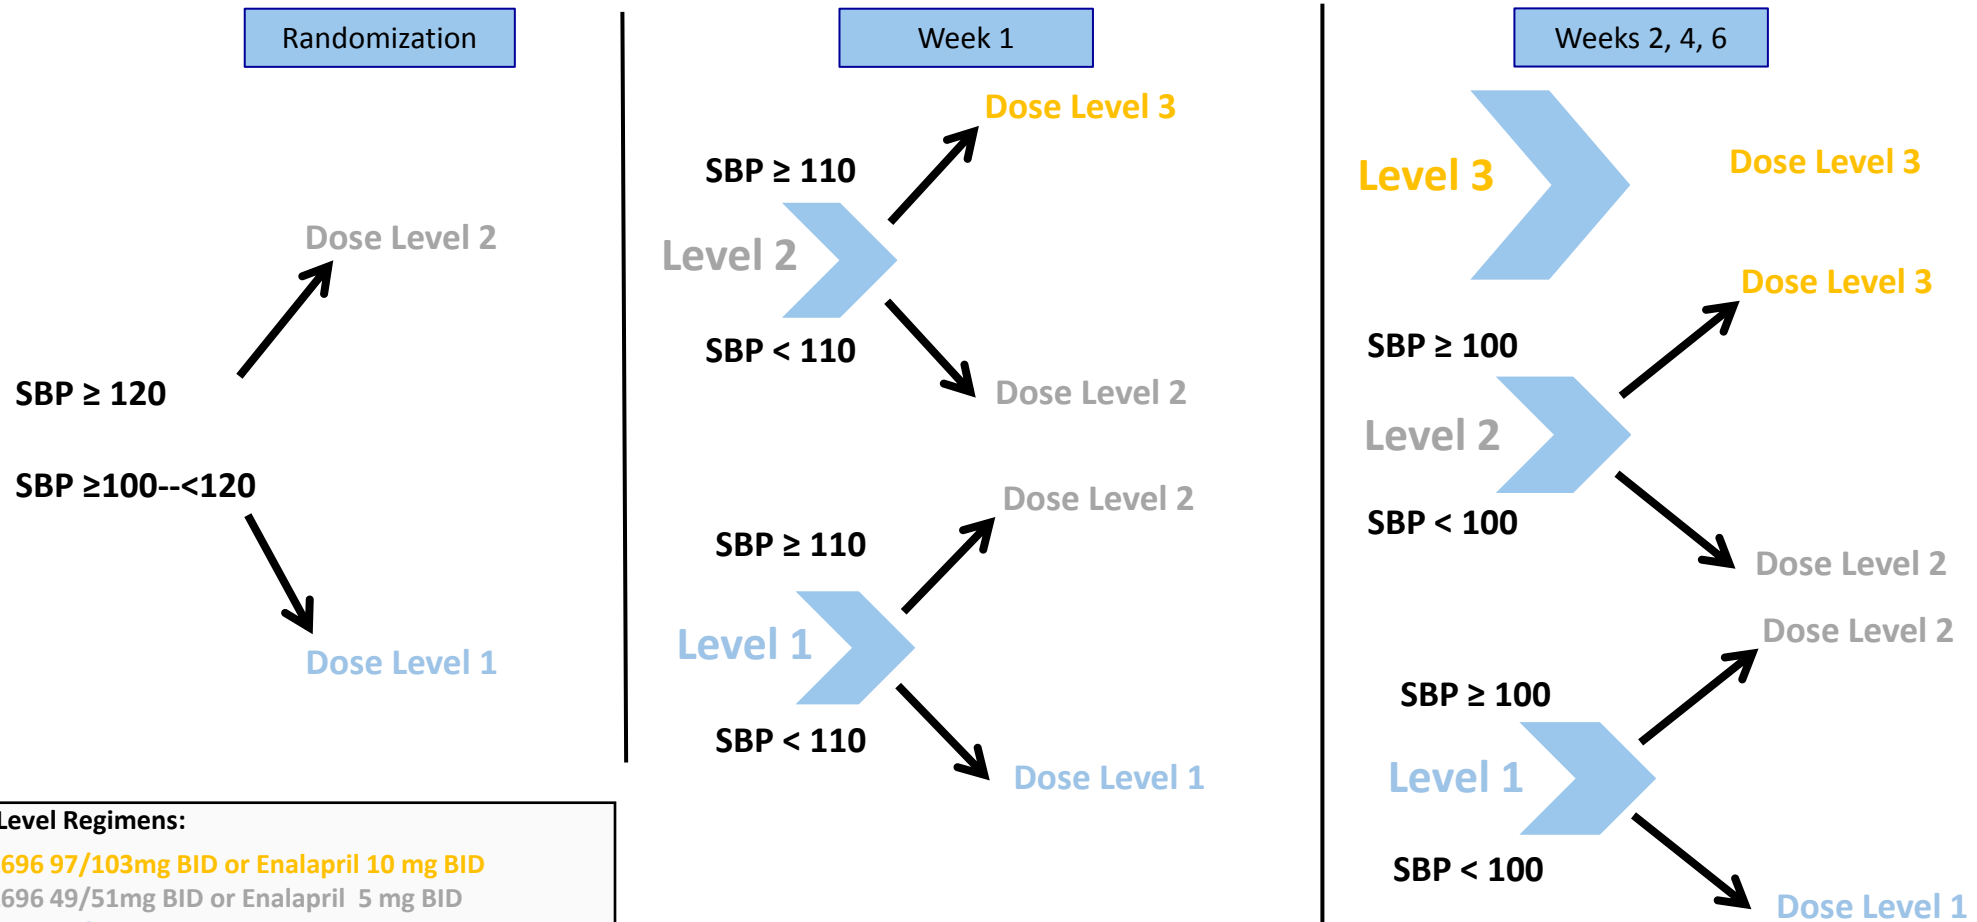 Randomization
SBP ≥ 120
Dose Level 2
SBP ≥100--<120
Dose Level 1
Week 1
Level 2
SBP ≥ 110
Dose Level 3
SBP < 110
Dose Level 2
Level 1
SBP ≥ 110
Dose Level 2
SBP < 110
Dose Level 1
Weeks 2, 4, 6
Level 3
Dose Level 3
Level 2
SBP ≥ 100
Dose Level 3
SBP < 100
Dose Level 2
Level 1
SBP ≥ 100
Dose Level 2
SBP < 100
Dose Level 1
Level Regimens:
696 97/103mg BID or Enalapril 10 mg BID
696 49/51mg BID or Enalapril 5 mg BID